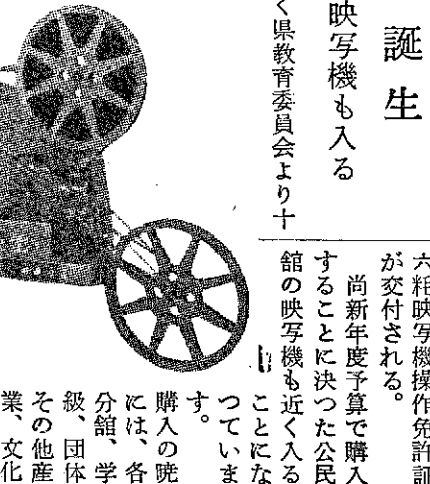 誕生
映写機も入る
く県教育委員会より十
六粍映写機操作免許証
が交付される。
尚新年度予算で購入
することに決つた公民
館の映写機も近く入る
ことにな
つていま
す。
購入の暁
には、各
分館、学
級、団体
その他産
業、文化